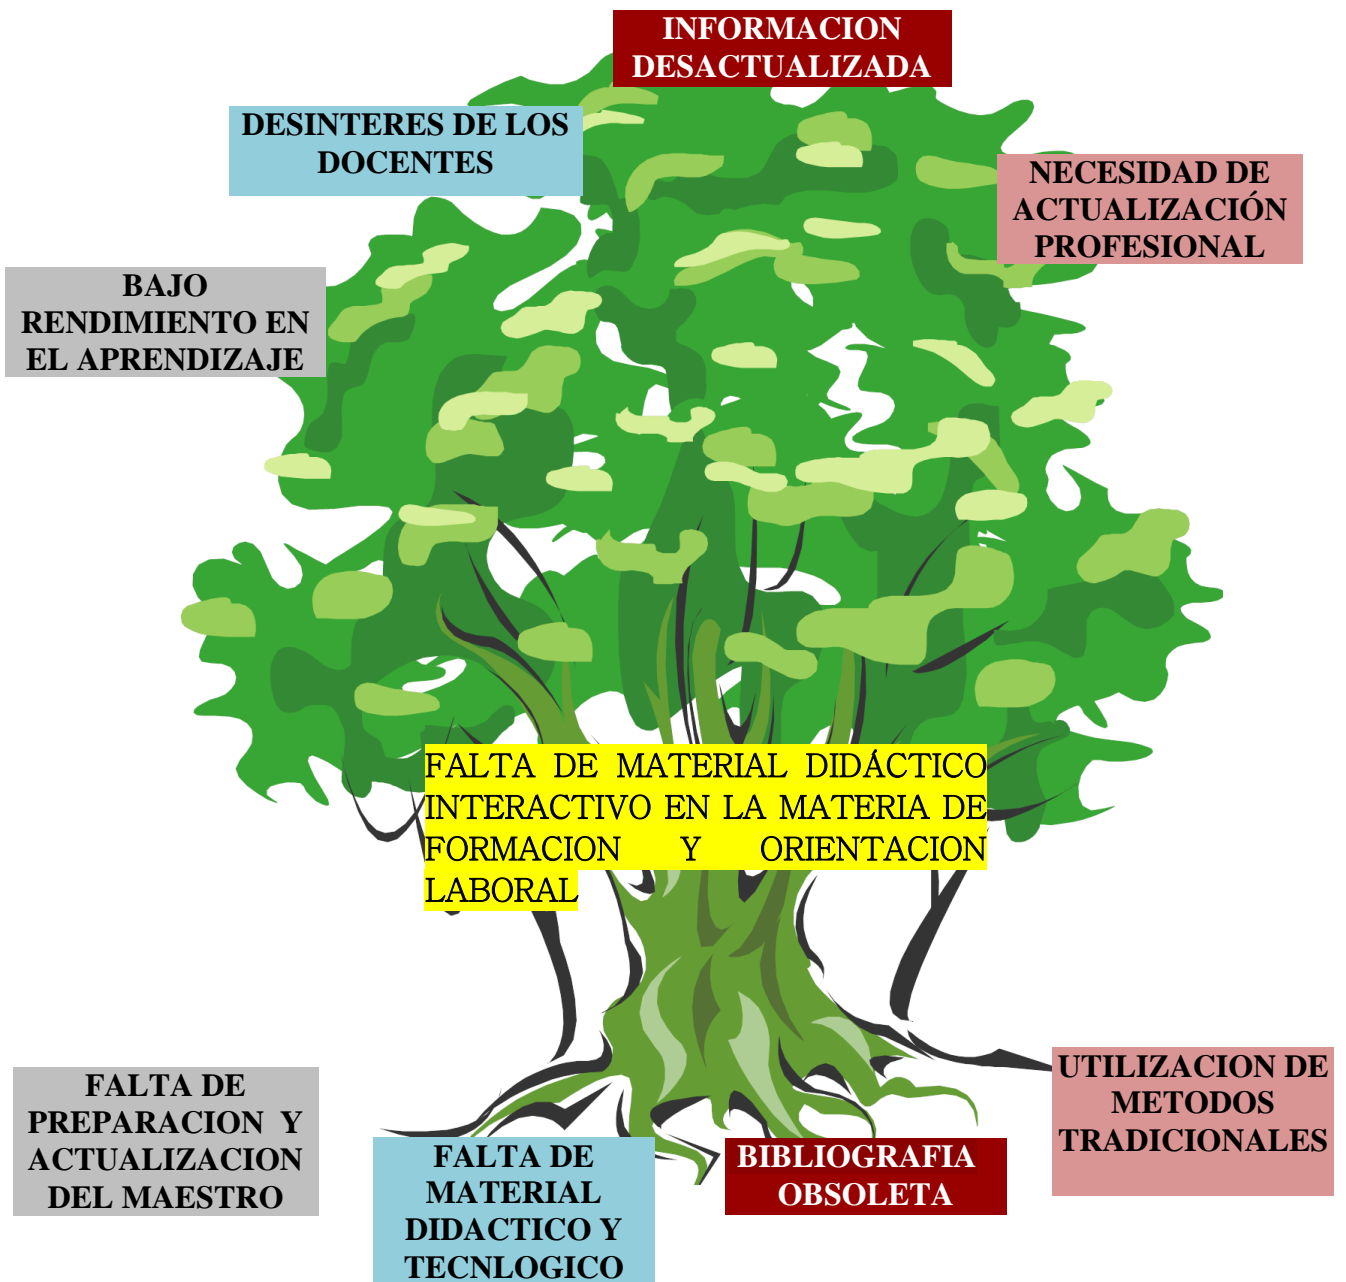 INFORMACION
DESACTUALIZADA
DESINTERES DE LOS
DOCENTES
NECESIDAD DE
ACTUALIZACIÓN
PROFESIONAL
BAJO
RENDIMIENTO EN
EL APRENDIZAJE
FALTA DE MATERIAL DIDÁCTICO
INTERACTIVO EN LA MATERIA DE
FORMACION Y ORIENTACION
LABORAL
FALTA DE
PREPARACION Y
ACTUALIZACION
DEL MAESTRO
FALTA DE
MATERIAL
DIDACTICO Y
TECNLOGICO
BIBLIOGRAFIA
OBSOLETA
UTILIZACION DE
METODOS
TRADICIONALES